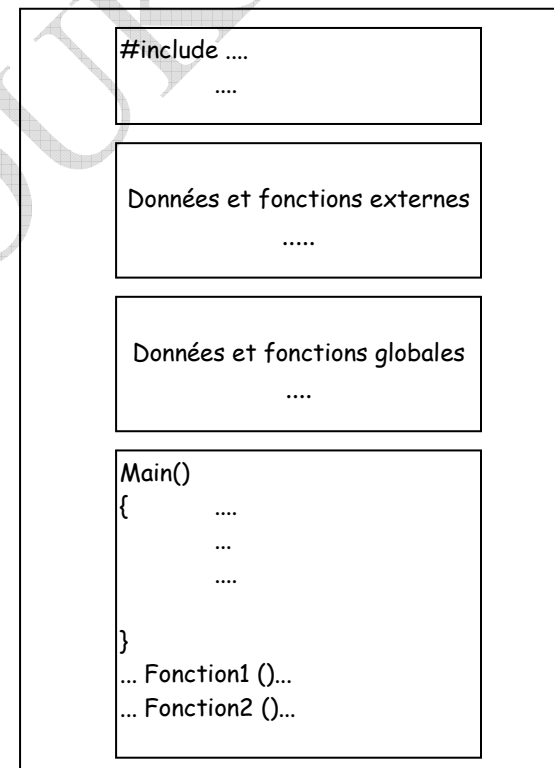 #include ....
....
Données et fonctions externes
.....
Données et fonctions globales
....
Main()
{ ....
...
....
}
... Fonction1 ()...
... Fonction2 ()...